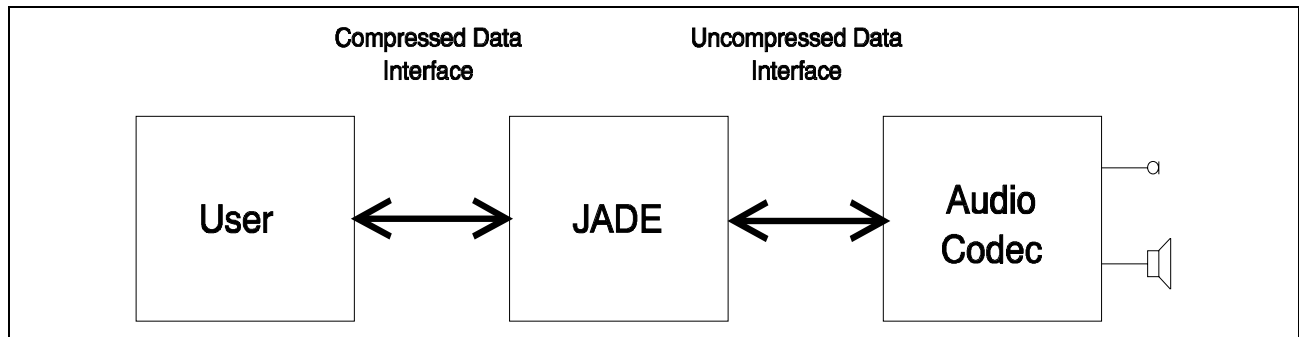 Compressed Data
Interface
Uncompressed Data
Interface
User
JADE
Audio
Codec